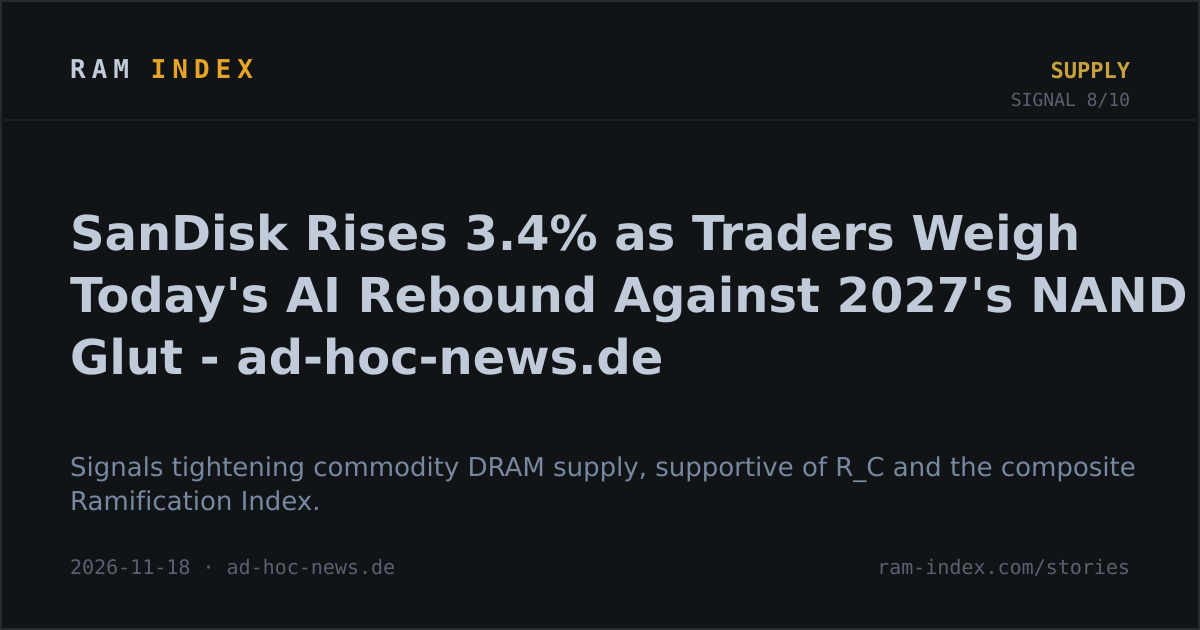 RAM INDEX
SUPPLY
SIGNAL 8/10
SanDisk Rises 3.4% as Traders Weigh
Today's AI Rebound Against 2027's NAND
Glut - ad-hoc-news.de
Signals tightening commodity DRAM supply, supportive of R_C and the composite
Ramification Index.
2026-11-18 · ad-hoc-news.de
ram-index.com/stories